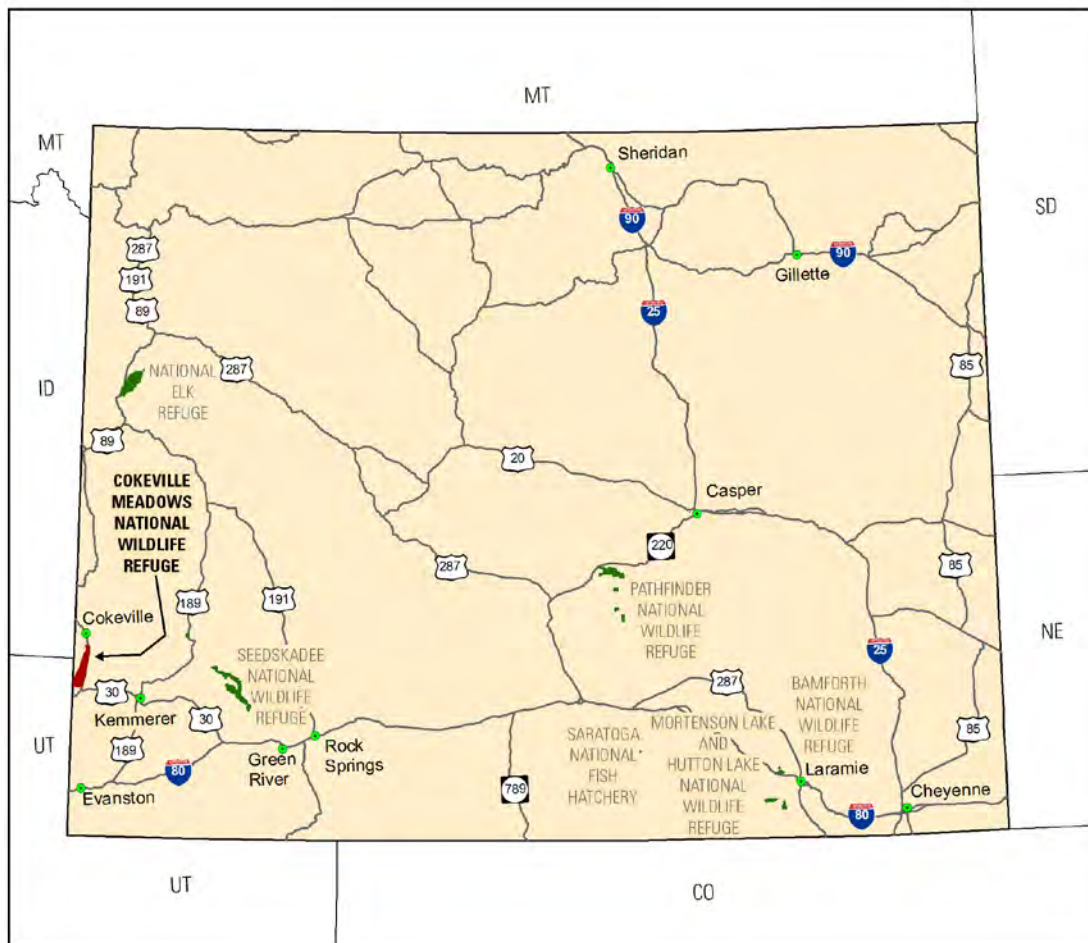 MT
MT
Sheridan
SD
90
287
90
Gillette
191
25
89
85
ID
NATIONAL
ELK
REFUGE
287
89
20
COKEVILLE
MEADOWS
NATIONAL
WILDLIFE
REFUGE
Casper
220
287
85
PATHFINDER
NATIONAL
WILDLIFE
REFUGE
191
189
Cokeville
NE
25
SEEDSKADEE
NATIONAL
WILDLIFE
REFUGE
30
Kemmerer
30
287
BAMFORTH
NATIONAL
WILDLIFE
REFUGE
85
SARATOGA
NATIONAL
FISH
HATCHERY
MORTENSON LAKE
AND
HUTTON LAKE
NATIONAL
WILDLIFE
REFUGE
UT
189
Green
River
Rock
Springs
80
Evanston
789
Laramie
80
Cheyenne
UT
CO